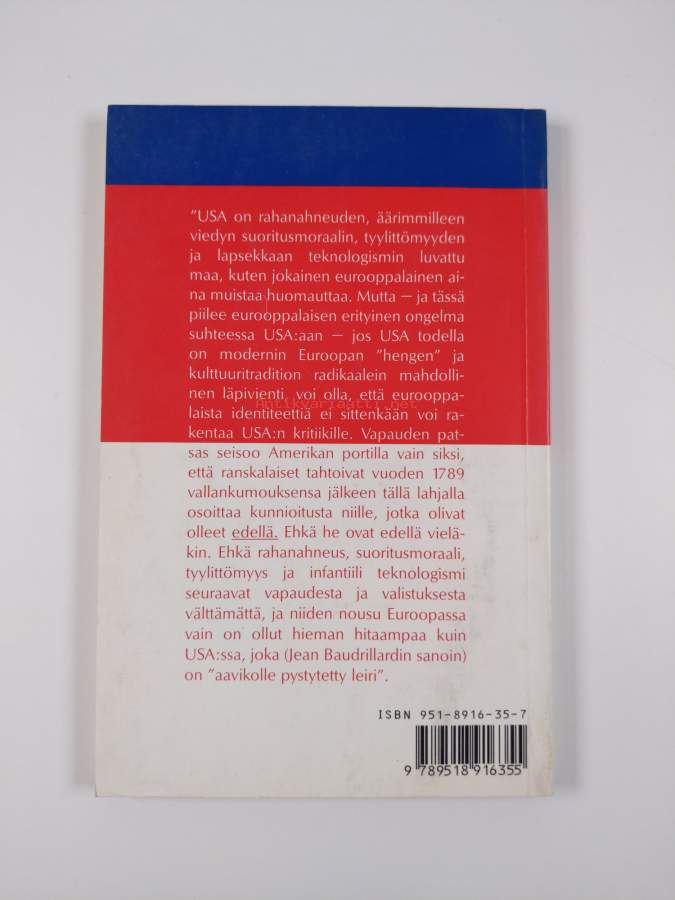 "USA on rahanahneuden, äärimmilleen
viedyn suoritusmoraalin, tyylittömyyden
ja lapsekkaan teknologismin luvattu
maa, kuten jokainen eurooppalainen ai-
na muistaa huomauttaa. Mutta — ja tässä
piilee eurooppalaisen erityinen ongelma
suhteessa USA:aan — jos USA todella
on modernin Euroopan "hengen" ja
kulttuuritradition radikaalein mahdolli-
nen läpivienti, voi olla, että eurooppa-
antikvariaatti.net
laista identiteettiä ei sittenkään voi ra-
kentaa USA:n kritiikille. Vapauden pat-
sas seisoo Amerikan portilla vain siksi,
että ranskalaiset tahtoivat vuoden 1789
vallankumouksensa jälkeen tällä lahjalla
osoittaa kunnioitusta niille, jotka olivat
olleet edellä. Ehkä he ovat edellä vielä-
kin. Ehkä rahanahneus, suoritusmoraali,
tyylittömyys ja infantiili teknologismi
seuraavat vapaudesta ja valistuksesta
välttämättä, ja niiden nousu Euroopassa
vain on ollut hieman hitaampaa kuin
USA:ssa, joka (Jean Baudrillardin sanoin)
on "aavikolle pystytetty leiri".
ISBN 951-8916-35-7
9 789518 916355